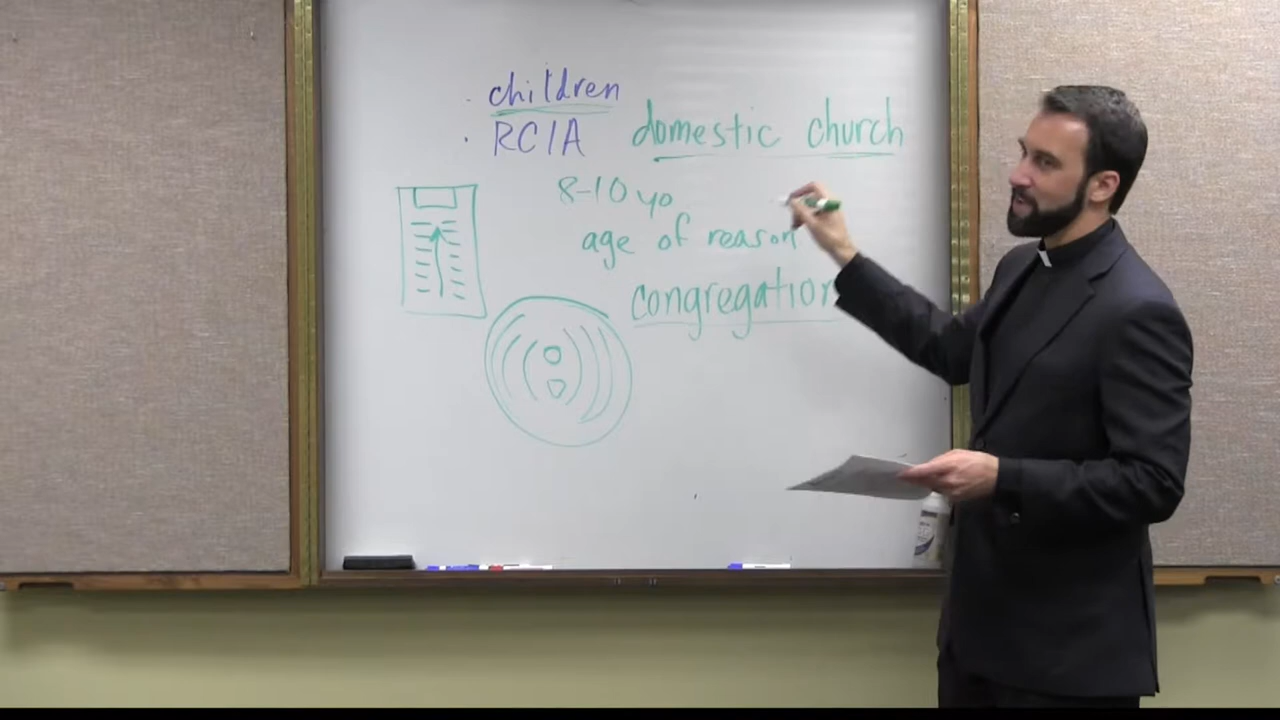 children
RCIA
domestic church
8-10 yo
age of reason
congregation